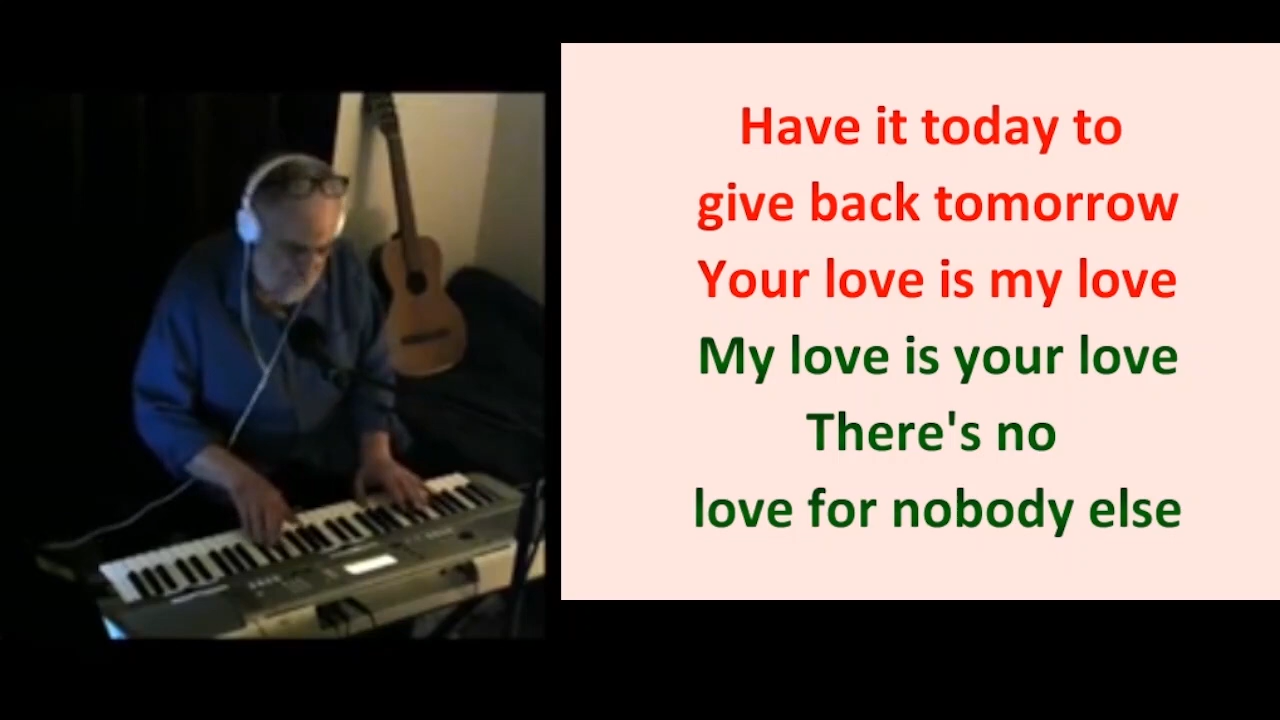 Have it today to
give back tomorrow
Your love is my love
My love is your love
There's no
love for nobody else